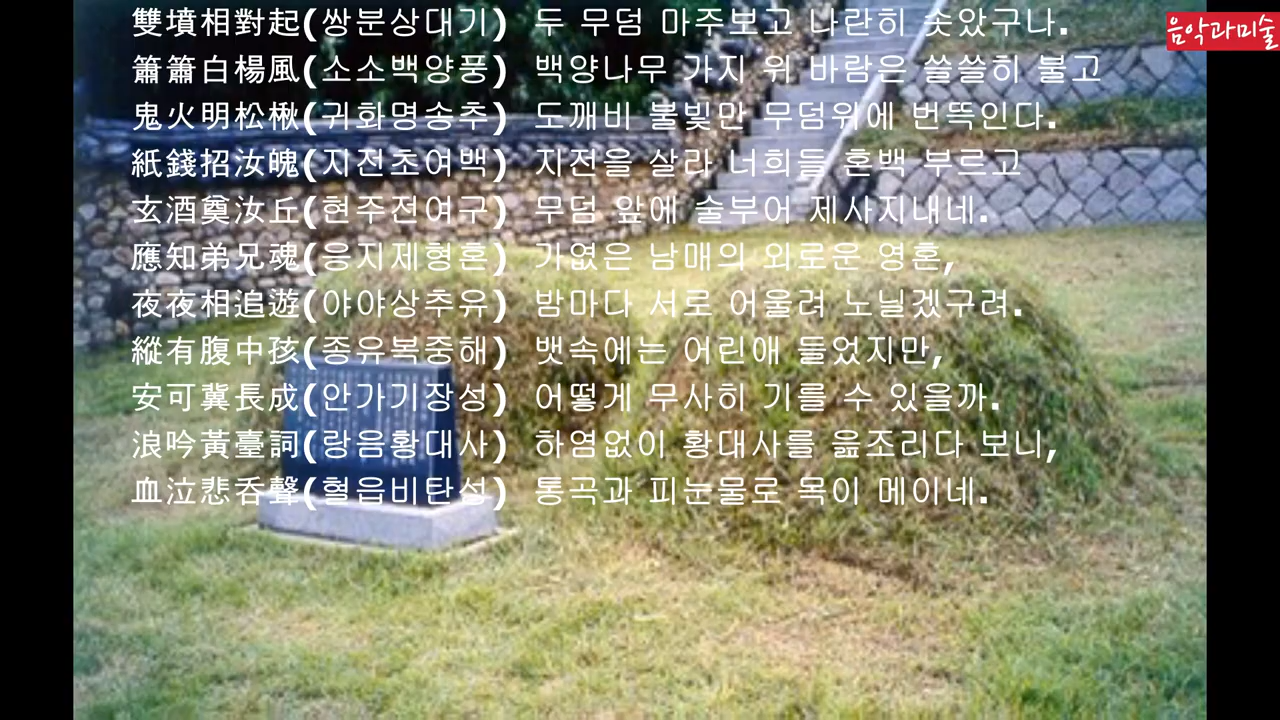 雙墳相對起(쌍분상대기) 두 무덤 마주보고 나란히 솟았구나.
음악과미술
簫簫白楊風(소소백양풍) 백양나무 가지 위 바람은 쓸쓸히 불고
鬼火明松楸(귀화명송추) 도깨비 불빛만 무덤위에 번뜩인다.
紙錢招汝魄(지전초여백) 지전을 살라 너희들 혼백 부르고
玄酒奠汝丘(현주전여구) 무덤 앞에 술부어 제사지내네.
應知弟兄魂(응지제형혼) 가엾은 남매의 외로운 영혼,
夜夜相追遊(야야상추유) 밤마다 서로 어울려 노닐겠구려.
縱有腹中孩(종유복중해) 뱃속에는 어린애 들었지만,
安可冀長成(안가기장성) 어떻게 무사히 기를 수 있을까.
浪吟黃臺詞(랑음황대사) 하염없이 황대사를 읊조리다 보니,
血泣悲呑聲(혈읍비탄성) 통곡과 피눈물로 목이 메이네.